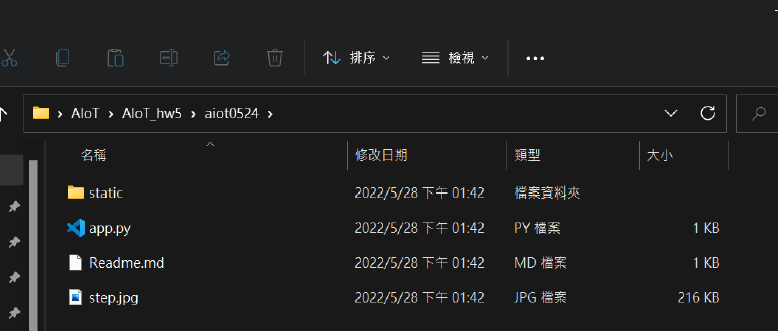 排序
檢視
AIoT > AIoT_hw5 > aiot0524 >
名稱 修改日期 類型 大小
static 2022/5/28 下午 01:42 檔案資料夾
app.py 2022/5/28 下午 01:42 PY 檔案 1 KB
Readme.md 2022/5/28 下午 01:42 MD 檔案 1 KB
step.jpg 2022/5/28 下午 01:42 JPG 檔案 216 KB